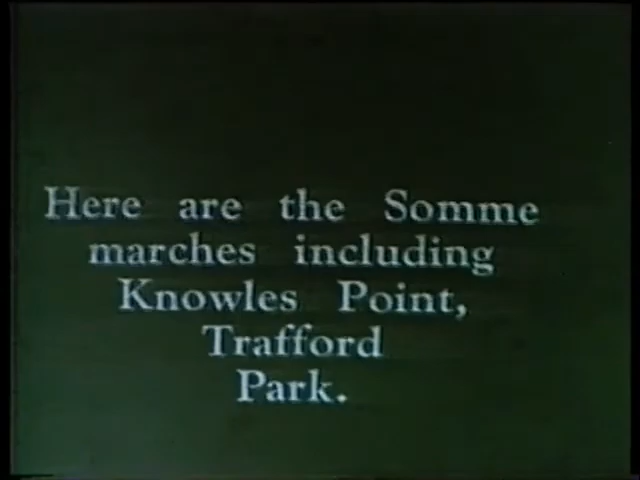 Here are the Somme
marches including
Knowles Point,
Trafford
Park.